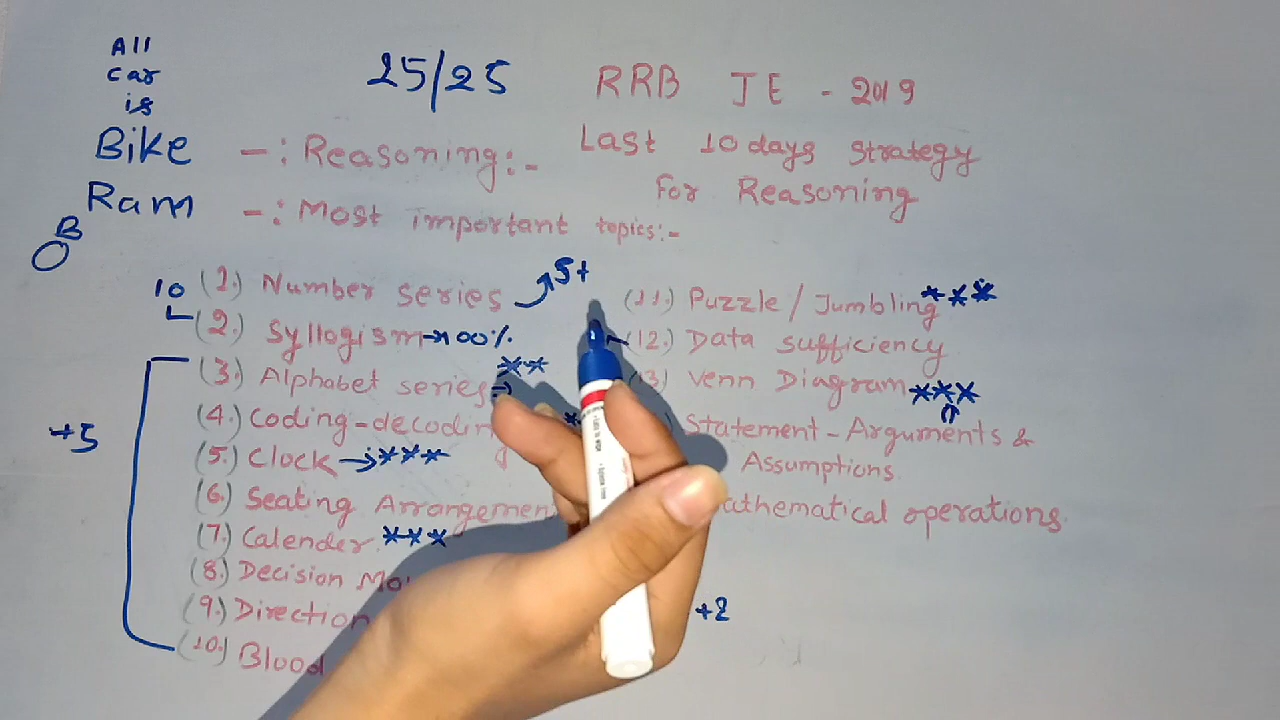 All
car
is
Bike
Ram
B
25/25
RRB JE - 2019
Last 10 days strategy
For Reasoning
-: Reasoning:-
-: Most important topics:-
10
+5
(1.) Number series 5+
(2.) Syllogism → 100%
(3.) Alphabet series **
(4.) Coding-decodin
(5.) Clock → ***
(6.) Seating Arrangemen
(7.) Calender ***
(8.) Decision Ma
(9.) Direction
(10.) Blood
(11.) Puzzle / Jumbling ***
(12.) Data sufficiency
(13) Venn Diagram ***
Statement - Arguments &
Assumptions.
athematical operations.
+2